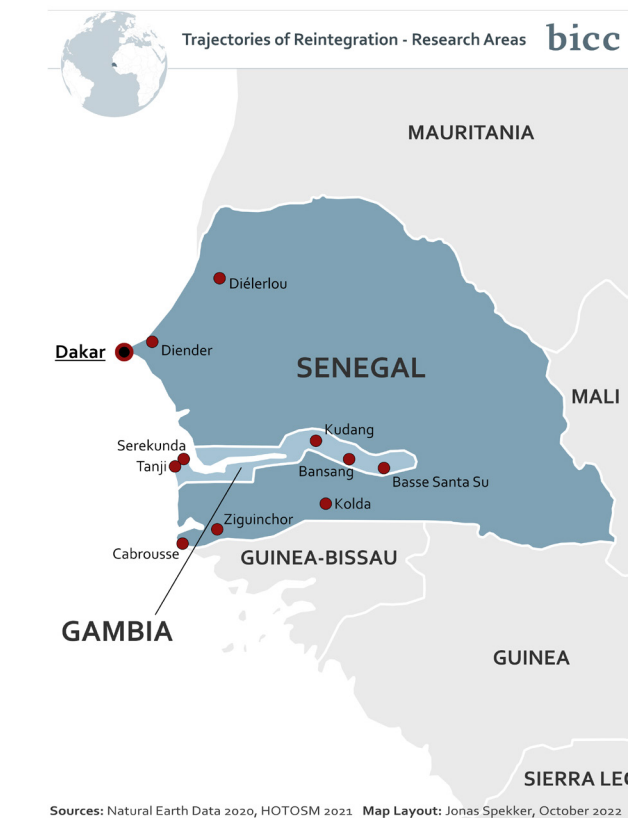 Trajectories of Reintegration - Research Areas
bicc
MAURITANIA
Diélerlou
Dakar
Diender
SENEGAL
MALI
Kudang
Serekunda
Tanji
Bansang
Basse Santa Su
Kolda
Ziguinchor
Cabrousse
GUINEA-BISSAU
GAMBIA
GUINEA
SIERRA LE
Sources: Natural Earth Data 2020, HOTOSM 2021 Map Layout: Jonas Spekker, October 2022